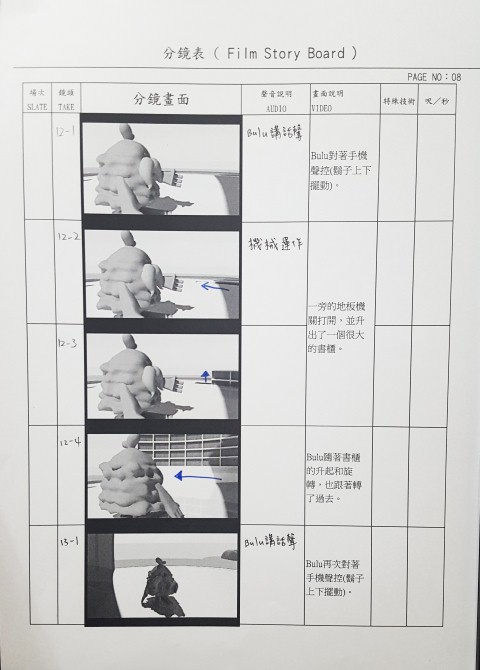 分鏡表 ( Film Story Board )
PAGE NO：08
場次 鏡頭 分鏡畫面 聲音說明 畫面說明 特殊技術 呎／秒
SLATE TAKE AUDIO VIDEO
12-1 Bulu講話聲
Bulu對著手機
聲控(鬍子上下
擺動)。
12-2 機械運作
一旁的地板機
關打開，並升
出了一個很大
的書櫃。
12-3
12-4
Bulu隨著書櫃
的升起和旋
轉，也跟著轉
了過去。
13-1 Bulu講話聲
Bulu再次對著
手機聲控(鬍子
上下擺動)。